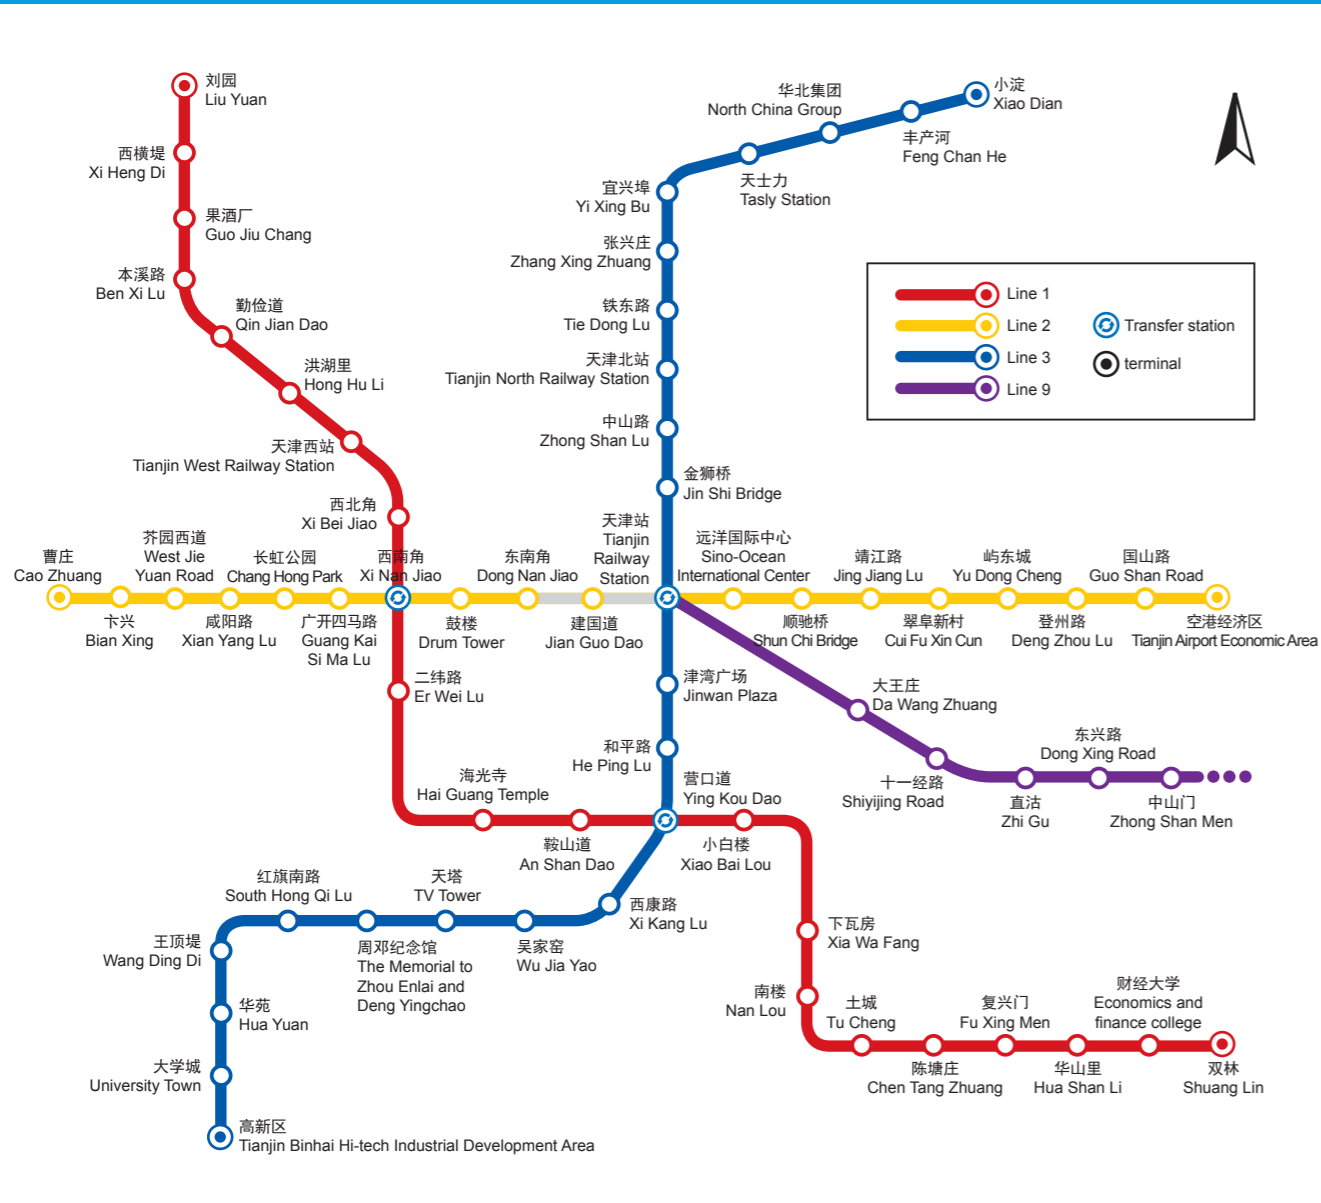 刘园
Liu Yuan
西横堤
Xi Heng Di
果酒厂
Guo Jiu Chang
本溪路
Ben Xi Lu
勤俭道
Qin Jian Dao
洪湖里
Hong Hu Li
天津西站
Tianjin West Railway Station
西北角
Xi Bei Jiao
小淀
Xiao Dian
华北集团
North China Group
丰产河
Feng Chan He
天士力
Tasly Station
宜兴埠
Yi Xing Bu
张兴庄
Zhang Xing Zhuang
铁东路
Tie Dong Lu
天津北站
Tianjin North Railway Station
中山路
Zhong Shan Lu
金狮桥
Jin Shi Bridge
Line 1
Line 2
Line 3
Line 9
Transfer station
terminal
曹庄
Cao Zhuang
芥园西道
West Jie
Yuan Road
长虹公园
Chang Hong Park
西南角
Xi Nan Jiao
东南角
Dong Nan Jiao
天津站
Tianjin
Railway
Station
远洋国际中心
Sino-Ocean
International Center
靖江路
Jing Jiang Lu
屿东城
Yu Dong Cheng
国山路
Guo Shan Road
卞兴
Bian Xing
咸阳路
Xian Yang Lu
广开四马路
Guang Kai
Si Ma Lu
鼓楼
Drum Tower
建国道
Jian Guo Dao
顺驰桥
Shun Chi Bridge
翠阜新村
Cui Fu Xin Cun
登州路
Deng Zhou Lu
空港经济区
Tianjin Airport Economic Area
二纬路
Er Wei Lu
津湾广场
Jinwan Plaza
大王庄
Da Wang Zhuang
和平路
He Ping Lu
十一经路
Shiyijing Road
东兴路
Dong Xing Road
直沽
Zhi Gu
中山门
Zhong Shan Men
海光寺
Hai Guang Temple
营口道
Ying Kou Dao
鞍山道
An Shan Dao
小白楼
Xiao Bai Lou
红旗南路
South Hong Qi Lu
天塔
TV Tower
西康路
Xi Kang Lu
王顶堤
Wang Ding Di
周邓纪念馆
The Memorial to
Zhou Enlai and
Deng Yingchao
吴家窑
Wu Jia Yao
华苑
Hua Yuan
大学城
University Town
高新区
Tianjin Binhai Hi-tech Industrial Development Area
下瓦房
Xia Wa Fang
南楼
Nan Lou
土城
Tu Cheng
复兴门
Fu Xing Men
财经大学
Economics and
finance college
陈塘庄
Chen Tang Zhuang
华山里
Hua Shan Li
双林
Shuang Lin